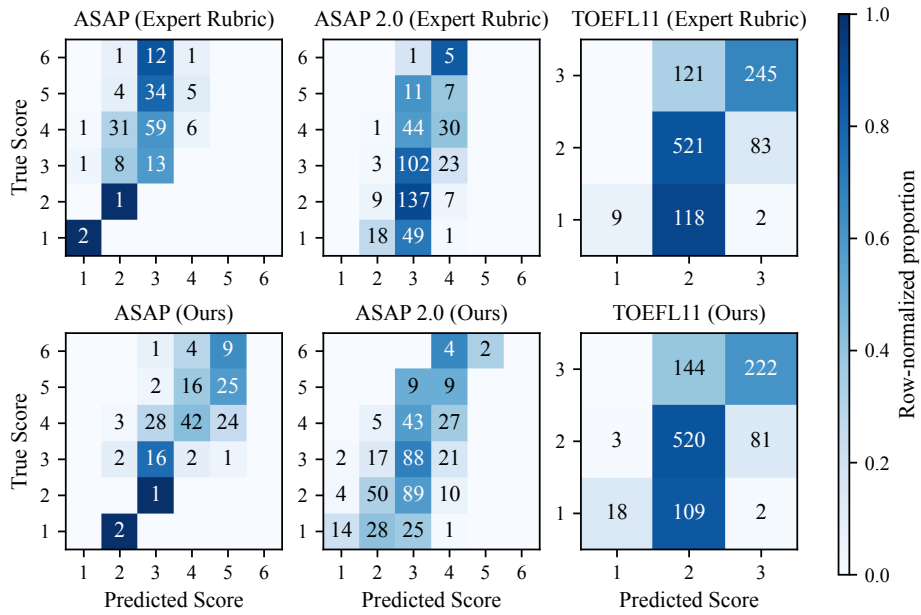 ASAP (Expert Rubric) ASAP 2.0 (Expert Rubric) TOEFL11 (Expert Rubric)
True Score
6 1 12 1
5 4 34 5
4 1 31 59 6
3 1 8 13
2 1
1 2
1 2 3 4 5 6
6 1 5
5 11 7
4 1 44 30
3 3 102 23
2 9 137 7
1 18 49 1
1 2 3 4 5 6
3 121 245
2 521 83
1 9 118 2
1 2 3
ASAP (Ours) ASAP 2.0 (Ours) TOEFL11 (Ours)
True Score
6 1 4 9
5 2 16 25
4 3 28 42 24
3 2 16 2 1
2 1
1 2
1 2 3 4 5 6
Predicted Score
6 4 2
5 9 9
4 5 43 27
3 2 17 88 21
2 4 50 89 10
1 14 28 25 1
1 2 3 4 5 6
Predicted Score
3 144 222
2 3 520 81
1 18 109 2
1 2 3
Predicted Score
1.0
0.8
0.6
0.4
0.2
0.0
Row-normalized proportion